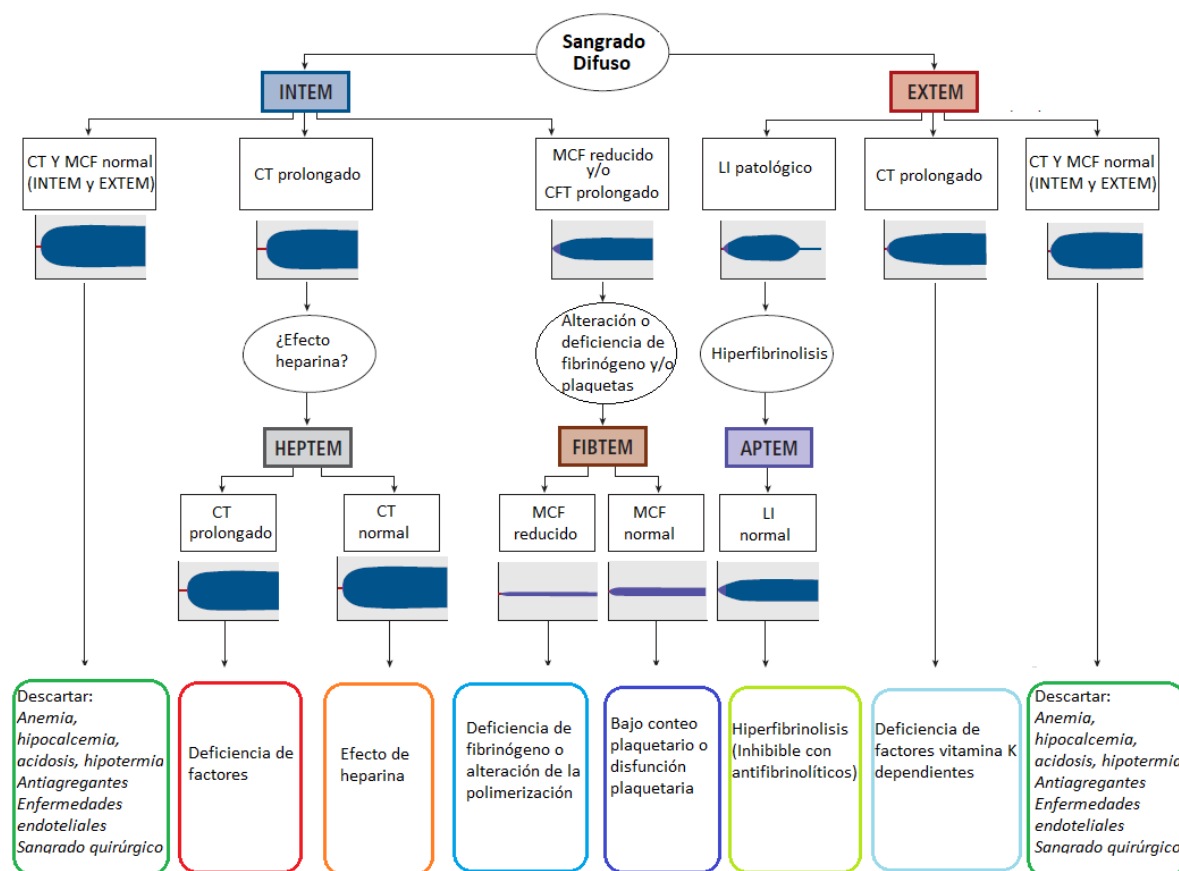 Sangrado
Difuso
INTEM
EXTEM
CT Y MCF normal
(INTEM y EXTEM)
CT prolongado
MCF reducido
y/o
CFT prolongado
LI patológico
CT prolongado
CT Y MCF normal
(INTEM y EXTEM)
¿Efecto
heparina?
Alteración o
deficiencia de
fibrinógeno y/o
plaquetas
Hiperfibrinolisis
HEPTEM
FIBTEM
APTEM
CT
prolongado
CT
normal
MCF
reducido
MCF
normal
LI
normal
Descartar:
Anemia,
hipocalcemia,
acidosis, hipotermia
Antiagregantes
Enfermedades
endoteliales
Sangrado quirúrgico
Deficiencia de
factores
Efecto de
heparina
Deficiencia de
fibrinógeno o
alteración de la
polimerización
Bajo conteo
plaquetario o
disfunción
plaquetaria
Hiperfibrinolisis
(Inhibible con
antifibrinolíticos)
Deficiencia de
factores vitamina K
dependientes
Descartar:
Anemia,
hipocalcemia,
acidosis, hipotermia
Antiagregantes
Enfermedades
endoteliales
Sangrado quirúrgico